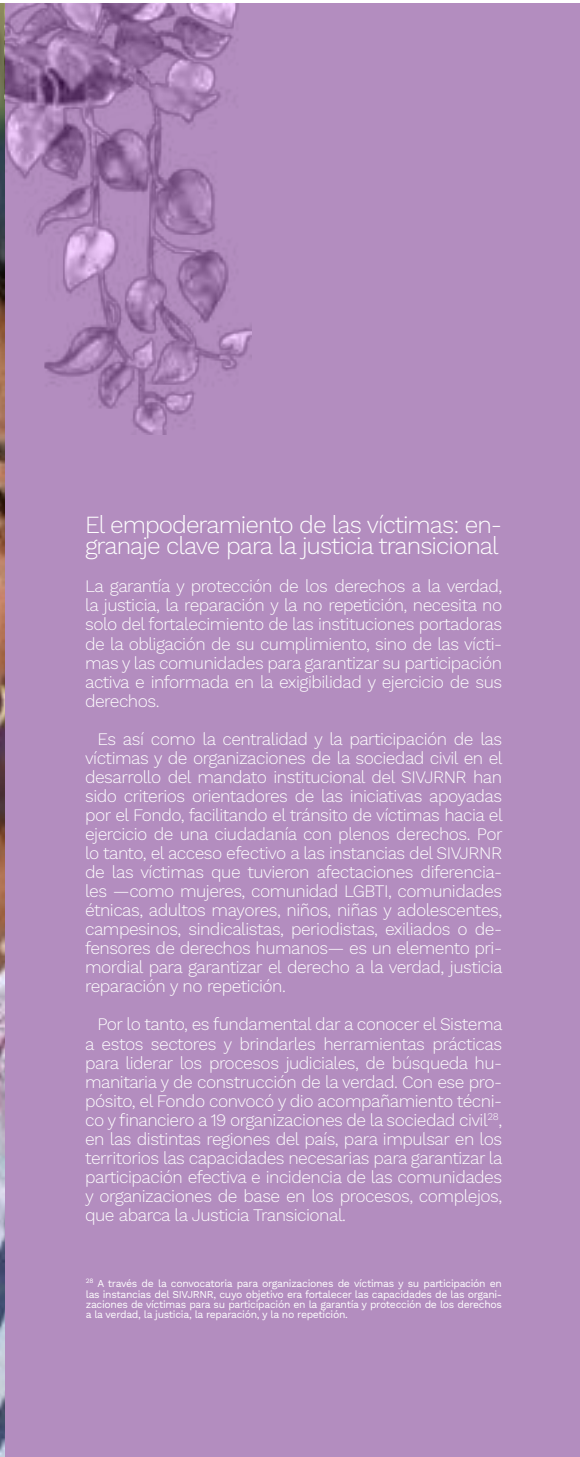 El empoderamiento de las víctimas: en-
granaje clave para la justicia transicional
La garantía y protección de los derechos a la verdad,
la justicia, la reparación y la no repetición, necesita no
solo del fortalecimiento de las instituciones portadoras
de la obligación de su cumplimiento, sino de las vícti-
mas y las comunidades para garantizar su participación
activa e informada en la exigibilidad y ejercicio de sus
derechos.
Es así como la centralidad y la participación de las
víctimas y de organizaciones de la sociedad civil en el
desarrollo del mandato institucional del SIVJRNR han
sido criterios orientadores de las iniciativas apoyadas
por el Fondo, facilitando el tránsito de víctimas hacia el
ejercicio de una ciudadanía con plenos derechos. Por
lo tanto, el acceso efectivo a las instancias del SIVJRNR
de las víctimas que tuvieron afectaciones diferencia-
les —como mujeres, comunidad LGBTI, comunidades
étnicas, adultos mayores, niños, niñas y adolescentes,
campesinos, sindicalistas, periodistas, exiliados o de-
fensores de derechos humanos— es un elemento pri-
mordial para garantizar el derecho a la verdad, justicia
reparación y no repetición.
Por lo tanto, es fundamental dar a conocer el Sistema
a estos sectores y brindarles herramientas prácticas
para liderar los procesos judiciales, de búsqueda hu-
manitaria y de construcción de la verdad. Con ese pro-
pósito, el Fondo convocó y dio acompañamiento técni-
co y financiero a 19 organizaciones de la sociedad civil²⁸,
en las distintas regiones del país, para impulsar en los
territorios las capacidades necesarias para garantizar la
participación efectiva e incidencia de las comunidades
y organizaciones de base en los procesos, complejos,
que abarca la Justicia Transicional.
²⁸ A través de la convocatoria para organizaciones de víctimas y su participación en
las instancias del SIVJRNR, cuyo objetivo era fortalecer las capacidades de las organi-
zaciones de víctimas para su participación en la garantía y protección de los derechos
a la verdad, la justicia, la reparación, y la no repetición.